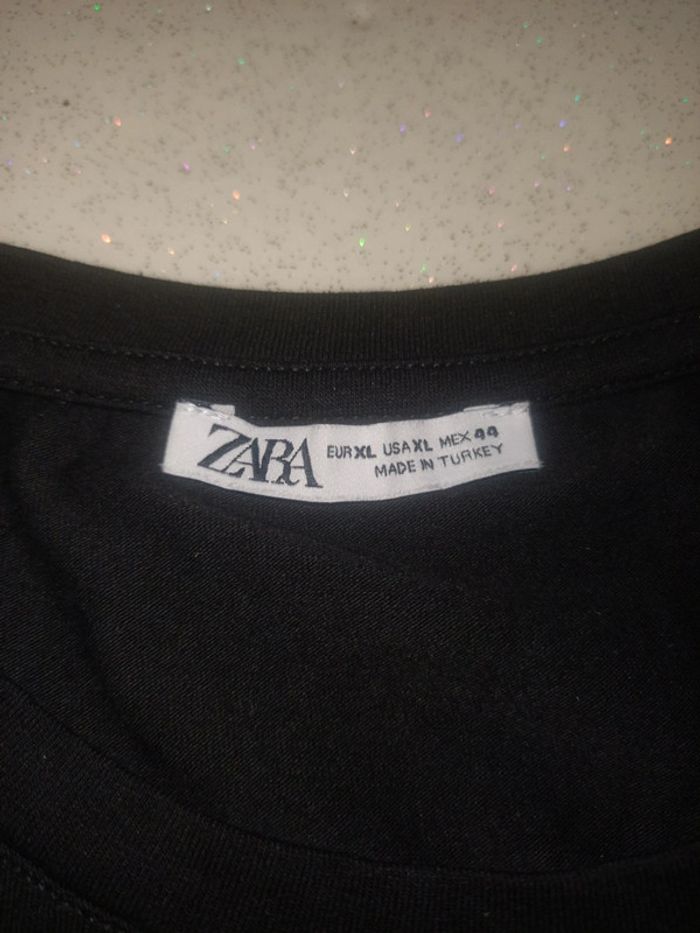 ZARA
EUR XL USA XL MEX 44
MADE IN TURKEY